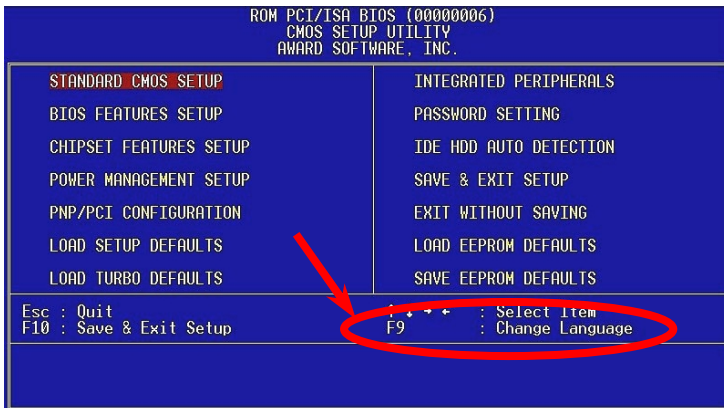 ROM PCI/ISA BIOS (00000006)
CMOS SETUP UTILITY
AWARD SOFTWARE, INC.
STANDARD CMOS SETUP
BIOS FEATURES SETUP
CHIPSET FEATURES SETUP
POWER MANAGEMENT SETUP
PNP/PCI CONFIGURATION
LOAD SETUP DEFAULTS
LOAD TURBO DEFAULTS
INTEGRATED PERIPHERALS
PASSWORD SETTING
IDE HDD AUTO DETECTION
SAVE & EXIT SETUP
EXIT WITHOUT SAVING
LOAD EEPROM DEFAULTS
SAVE EEPROM DEFAULTS
Esc : Quit
F10 : Save & Exit Setup
↑ ↓ → ← : Select Item
F9 : Change Language